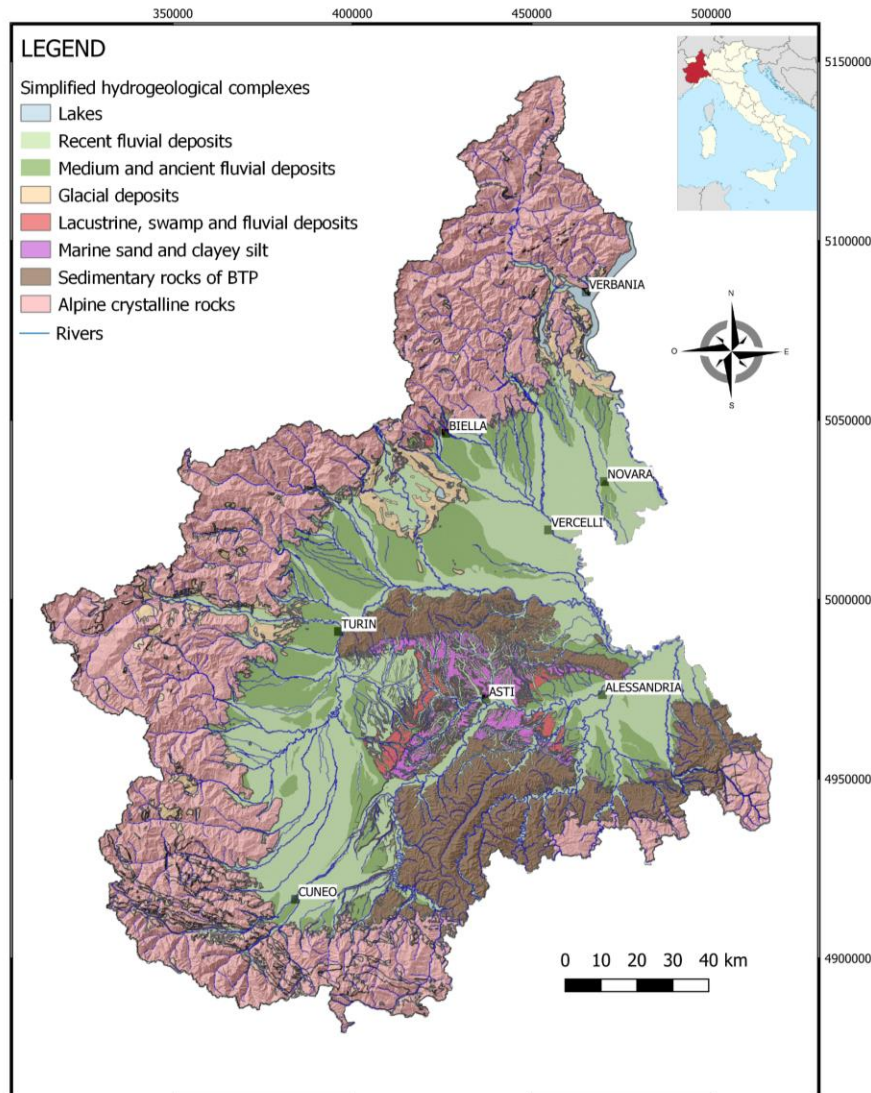 350000
400000
450000
500000
LEGEND
Simplified hydrogeological complexes
Lakes
Recent fluvial deposits
Medium and ancient fluvial deposits
Glacial deposits
Lacustrine, swamp and fluvial deposits
Marine sand and clayey silt
Sedimentary rocks of BTP
Alpine crystalline rocks
Rivers
5150000
5100000
VERBANIA
N
O
E
S
5050000
BIELLA
NOVARA
VERCELLI
5000000
TURIN
ASTI
ALESSANDRIA
4950000
CUNEO
0 10 20 30 40 km
4900000